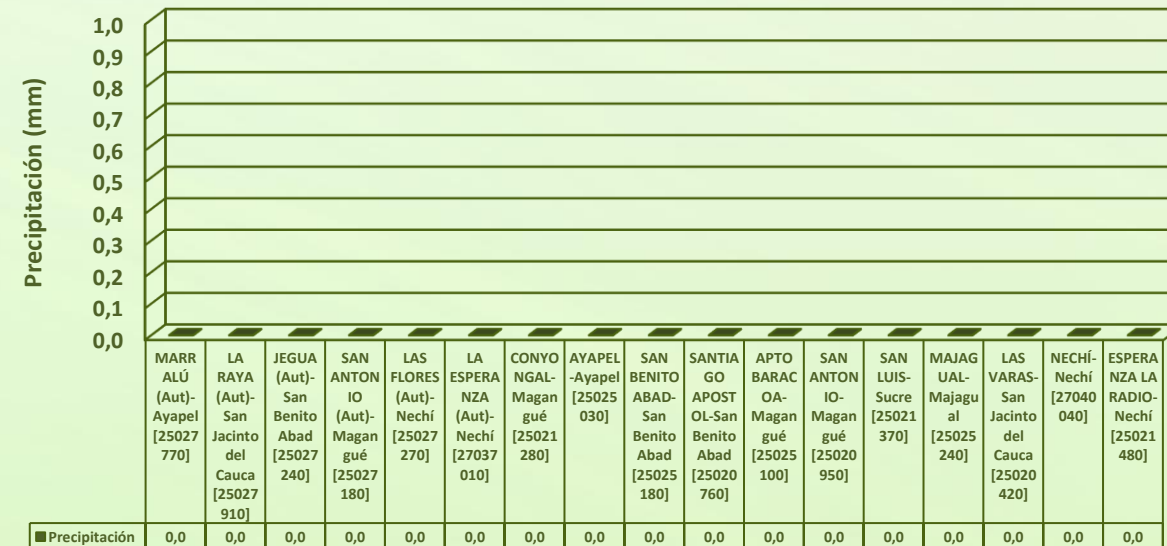 Precipitación (mm)
1,0
0,9
0,8
0,7
0,6
0,5
0,4
0,3
0,2
0,1
0,0
MARR
ALÚ
(Aut)-
Ayapel
[25027
770]
LA
RAYA
(Aut)-
San
Jacinto
del
Cauca
[25027
910]
JEGUA
(Aut)-
San
Benito
Abad
[25027
240]
SAN
ANTON
IO
(Aut)-
Magan
gué
[25027
180]
LAS
FLORES
(Aut)-
Nechí
[25027
270]
LA
ESPERA
NZA
(Aut)-
Nechí
[27037
010]
CONYO
NGAL-
Magan
gué
[25021
280]
AYAPEL
-Ayapel
[25025
030]
SAN
BENITO
ABAD-
San
Benito
Abad
[25025
180]
SANTIA
GO
APOST
OL-San
Benito
Abad
[25020
760]
APTO
BARAC
OA-
Magan
gué
[25025
100]
SAN
ANTON
IO-
Magan
gué
[25020
950]
SAN
LUIS-
Sucre
[25021
370]
MAJAG
UAL-
Majagu
al
[25025
240]
LAS
VARAS-
San
Jacinto
del
Cauca
[25020
420]
NECHÍ-
Nechí
[27040
040]
ESPERA
NZA LA
RADIO-
Nechí
[25021
480]
Precipitación 0,0 0,0 0,0 0,0 0,0 0,0 0,0 0,0 0,0 0,0 0,0 0,0 0,0 0,0 0,0 0,0 0,0